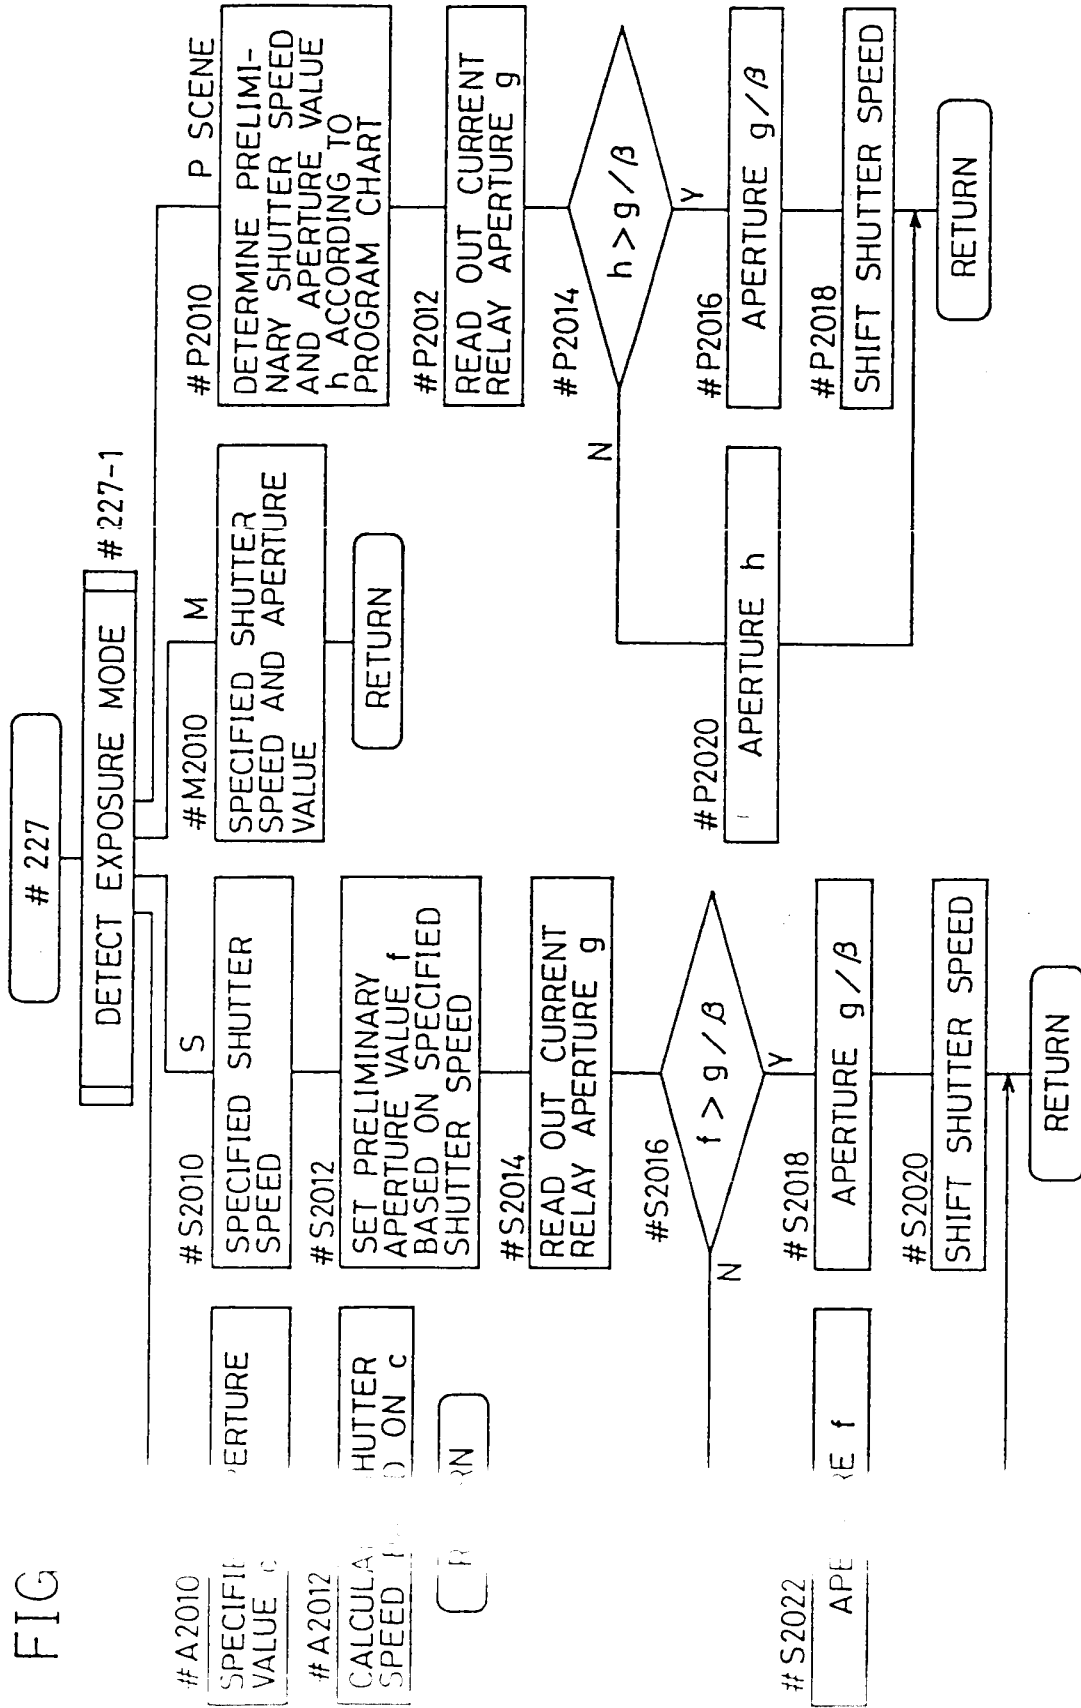 FIG
# 227
DETECT EXPOSURE MODE
# 227-1
#A2010
VALUE c
#A2012
SPEED
ON c
#S2022
f
S
#S2010
SPECIFIED SHUTTER
SPEED
#S2012
SET PRELIMINARY
APERTURE VALUE f
BASED ON SPECIFIED
SHUTTER SPEED
#S2014
READ OUT CURRENT
RELAY APERTURE g
#S2016
f > g/β
N
Y
#S2018
APERTURE g/β
#S2020
SHIFT SHUTTER SPEED
RETURN
M
#M2010
SPECIFIED SHUTTER
SPEED AND APERTURE
VALUE
RETURN
P SCENE
#P2010
DETERMINE PRELIMI-
NARY SHUTTER SPEED
AND APERTURE VALUE
h ACCORDING TO
PROGRAM CHART
#P2012
READ OUT CURRENT
RELAY APERTURE g
#P2014
h > g/β
N
Y
#P2020
APERTURE h
#P2016
APERTURE g/β
#P2018
SHIFT SHUTTER SPEED
RETURN